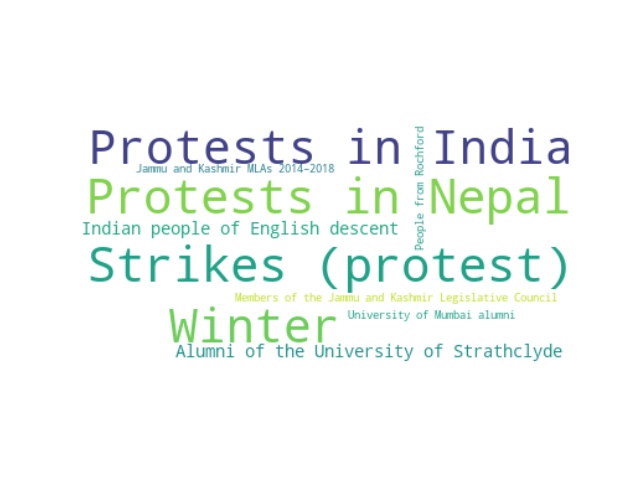 Protests in India
Jammu and Kashmir MLAs 2014–2018
People from Rochford
Protests in Nepal
Indian people of English descent
Strikes (protest)
Members of the Jammu and Kashmir Legislative Council
Winter
University of Mumbai alumni
Alumni of the University of Strathclyde